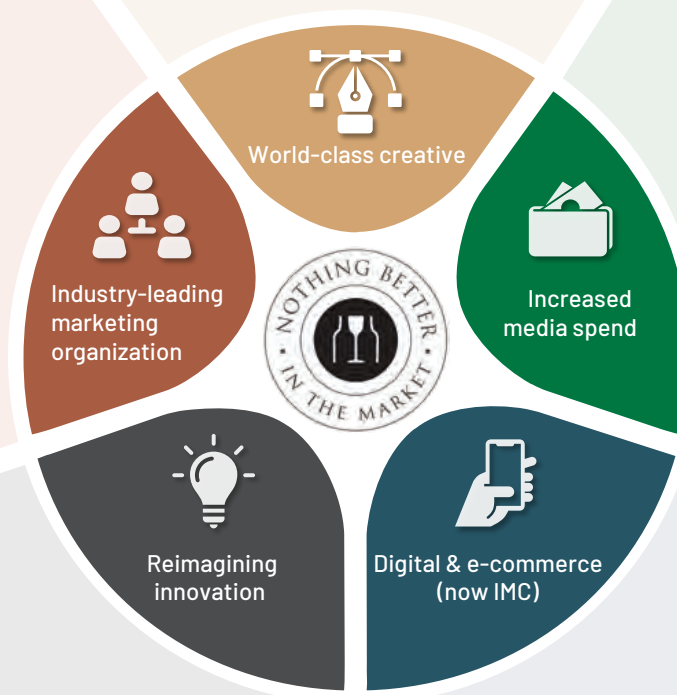 World-class creative
Industry-leading
marketing
organization
Increased
media spend
NOTHING BETTER
• IN THE MARKET •
Reimagining
innovation
Digital & e-commerce
(now IMC)